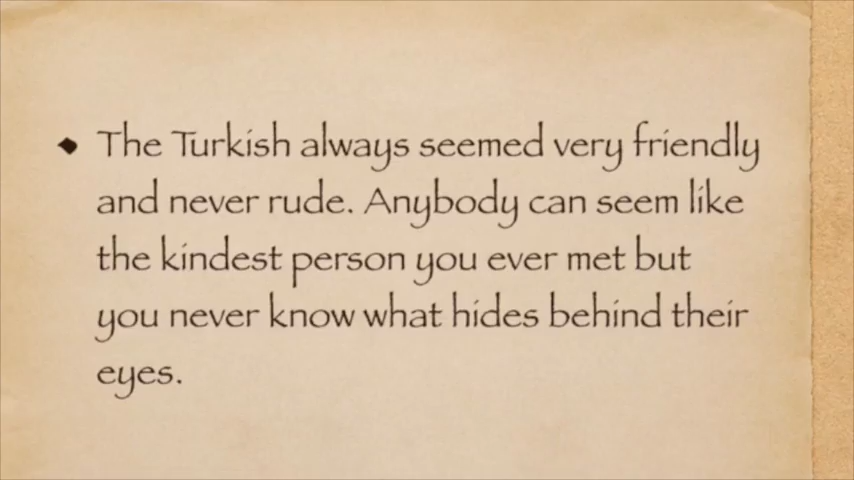 The Turkish always seemed very friendly
and never rude. Anybody can seem like
the kindest person you ever met but
you never know what hides behind their
eyes.